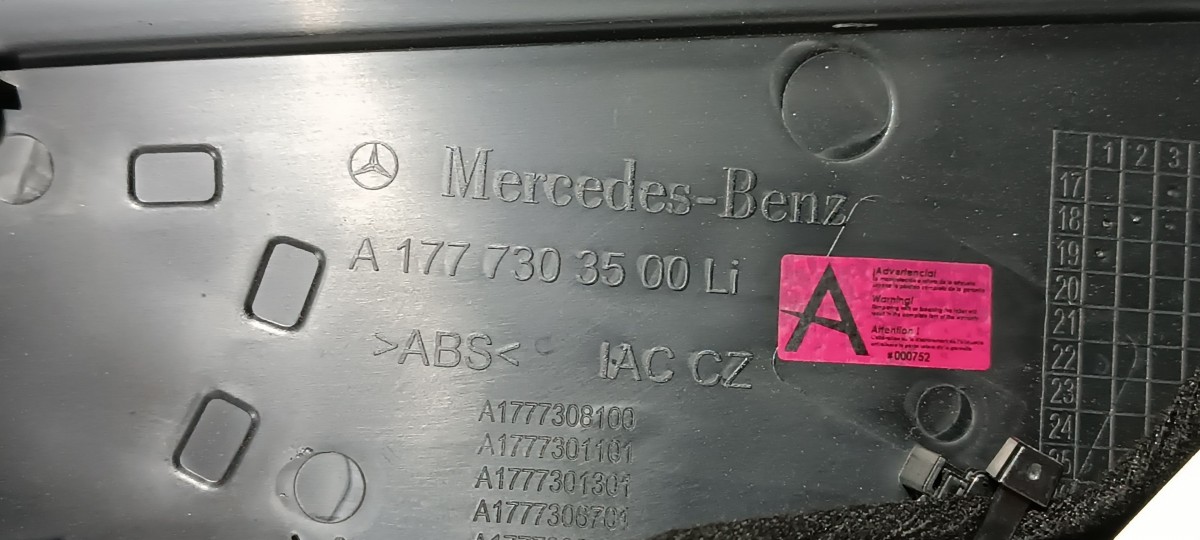 Mercedes-Benz
A 177 730 35 00 Li
>ABS< IAC CZ
A1777308100
A1777301101
A1777301301
A1777306701
A
¡Advertencia!
Warning!
Attention !
#000752
1 2 3
17
18
19
20
21
22
23
24